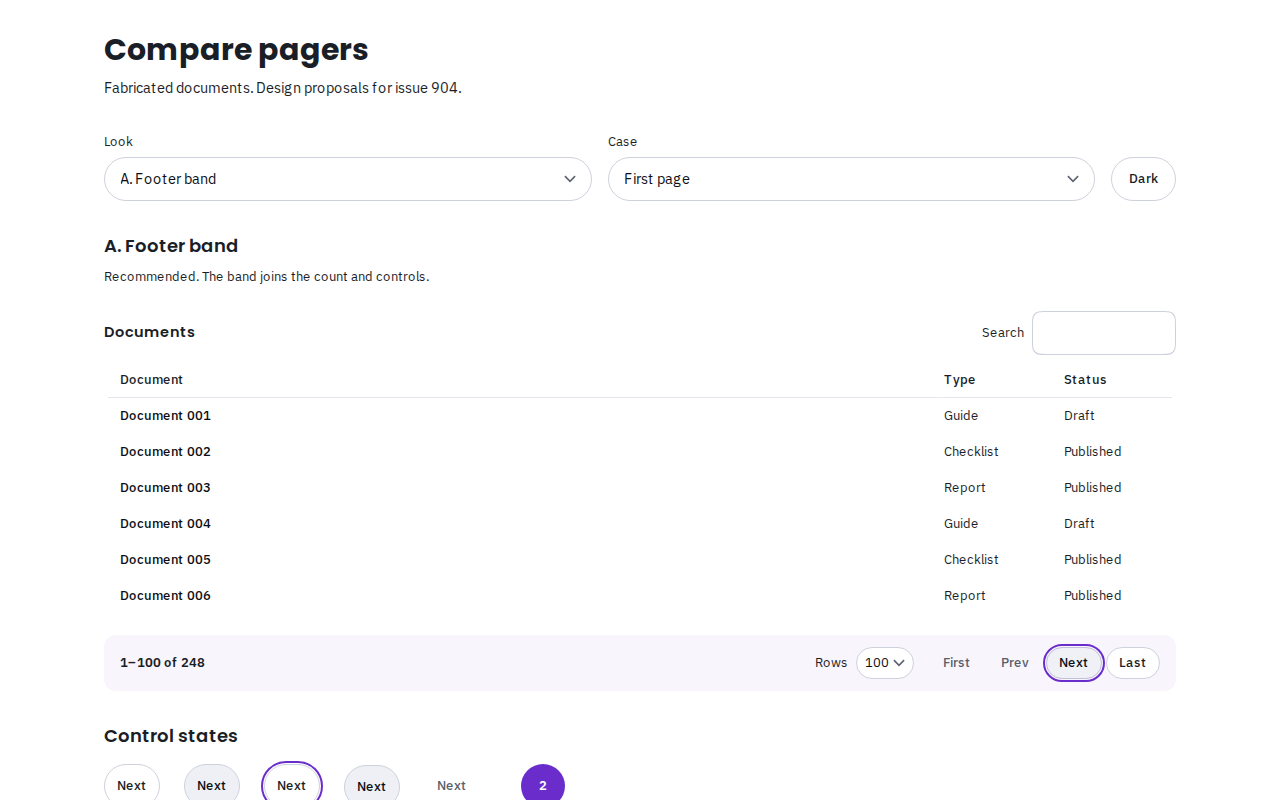 Compare pagers
Fabricated documents. Design proposals for issue 904.
Look Case
A. Footer band First page Dark
A. Footer band
Recommended. The band joins the count and controls.
Documents Search
Document Type Status
Document 001 Guide Draft
Document 002 Checklist Published
Document 003 Report Published
Document 004 Guide Draft
Document 005 Checklist Published
Document 006 Report Published
1–100 of 248 Rows 100 First Prev Next Last
Control states
Next Next Next Next Next 2